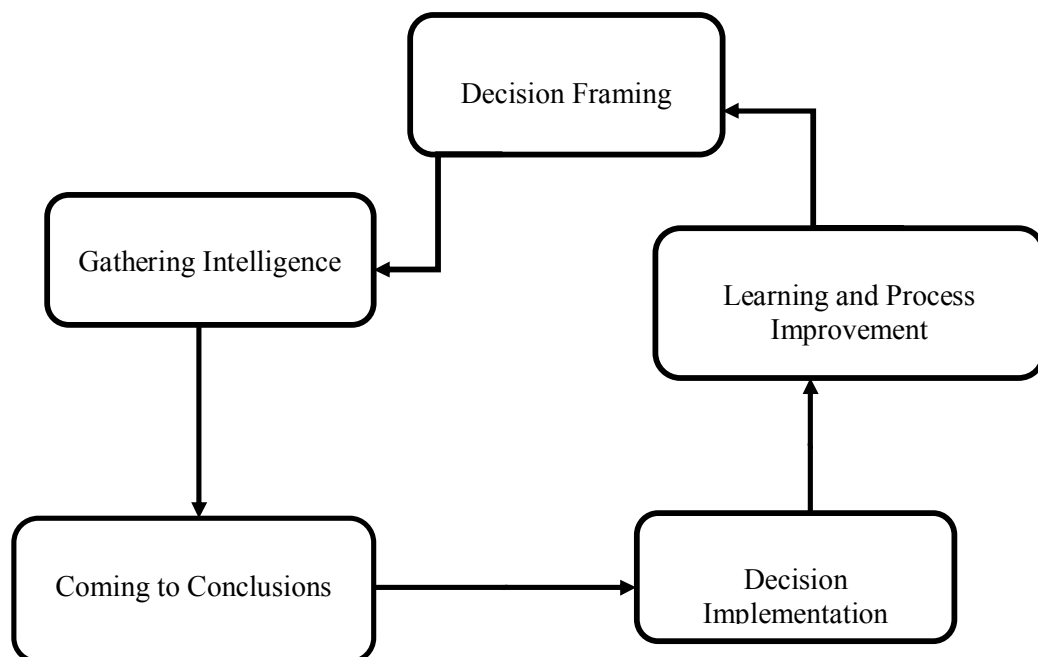 Decision Framing
Gathering Intelligence
Coming to Conclusions
Decision
Implementation
Learning and Process
Improvement